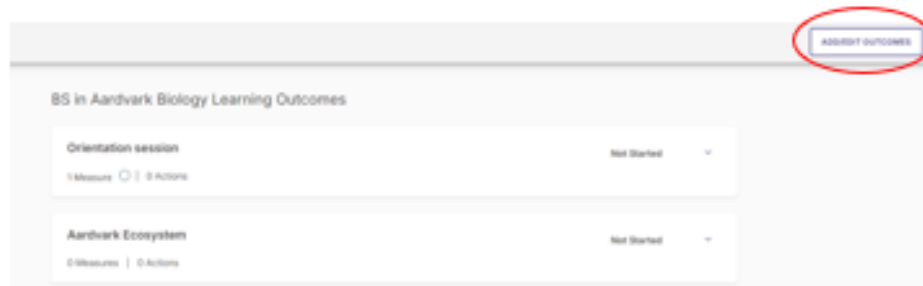 ADD/EDIT OUTCOMES
BS in Aardvark Biology Learning Outcomes
Orientation session
Not Started
1 Measure | 0 Actions
Aardvark Ecosystem
Not Started
0 Measures | 0 Actions